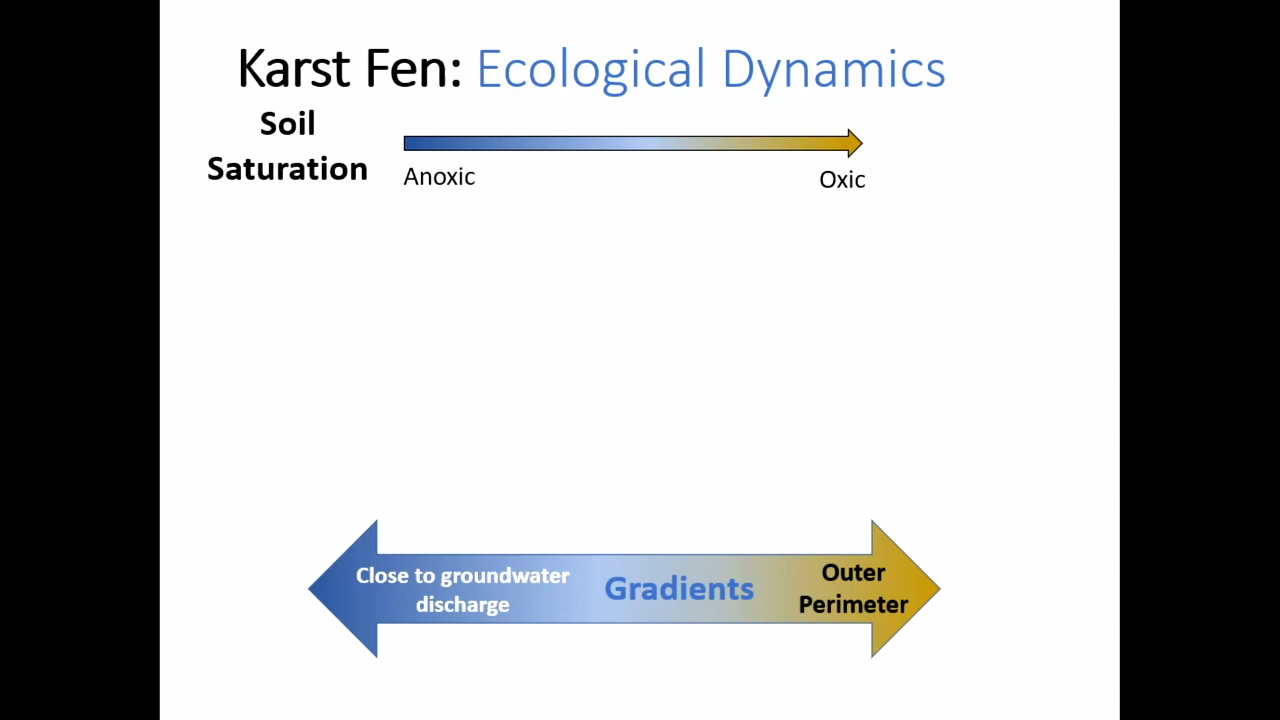 Karst Fen: Ecological Dynamics
Soil
Saturation
Anoxic
Oxic
Close to groundwater
discharge
Gradients
Outer
Perimeter